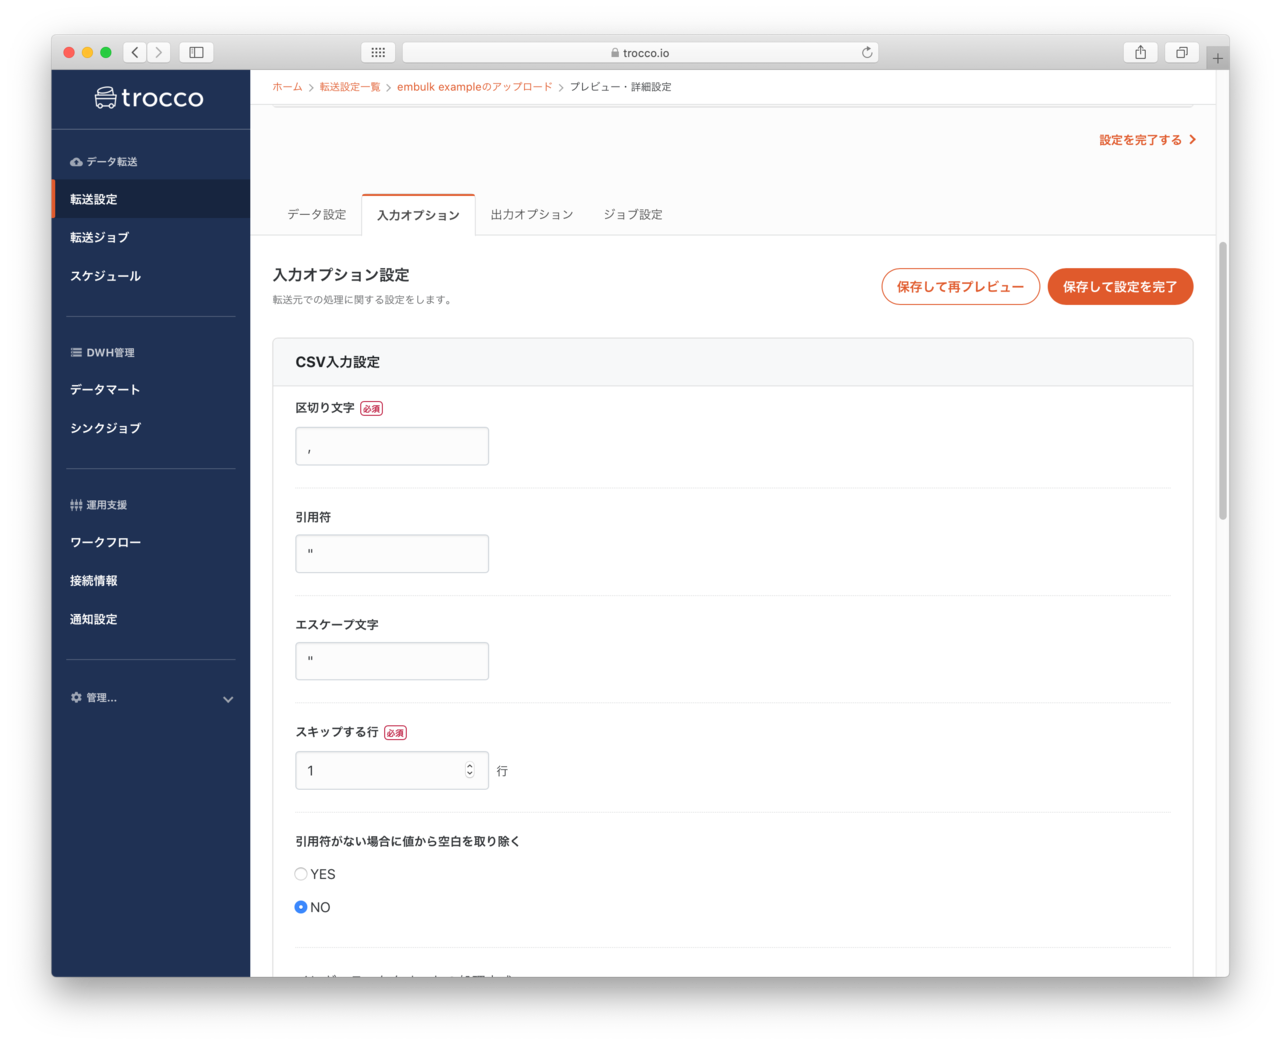 trocco.io
trocco
ホーム > 転送設定一覧 > embulk exampleのアップロード > プレビュー・詳細設定
設定を完了する
データ転送
転送設定
転送ジョブ
スケジュール
DWH管理
データマート
シンクジョブ
運用支援
ワークフロー
接続情報
通知設定
管理...
データ設定 入力オプション 出力オプション ジョブ設定
入力オプション設定
転送元での処理に関する設定をします。
保存して再プレビュー 保存して設定を完了
CSV入力設定
区切り文字 必須
,
引用符
"
エスケープ文字
"
スキップする行 必須
1 行
引用符がない場合に値から空白を取り除く
YES
NO